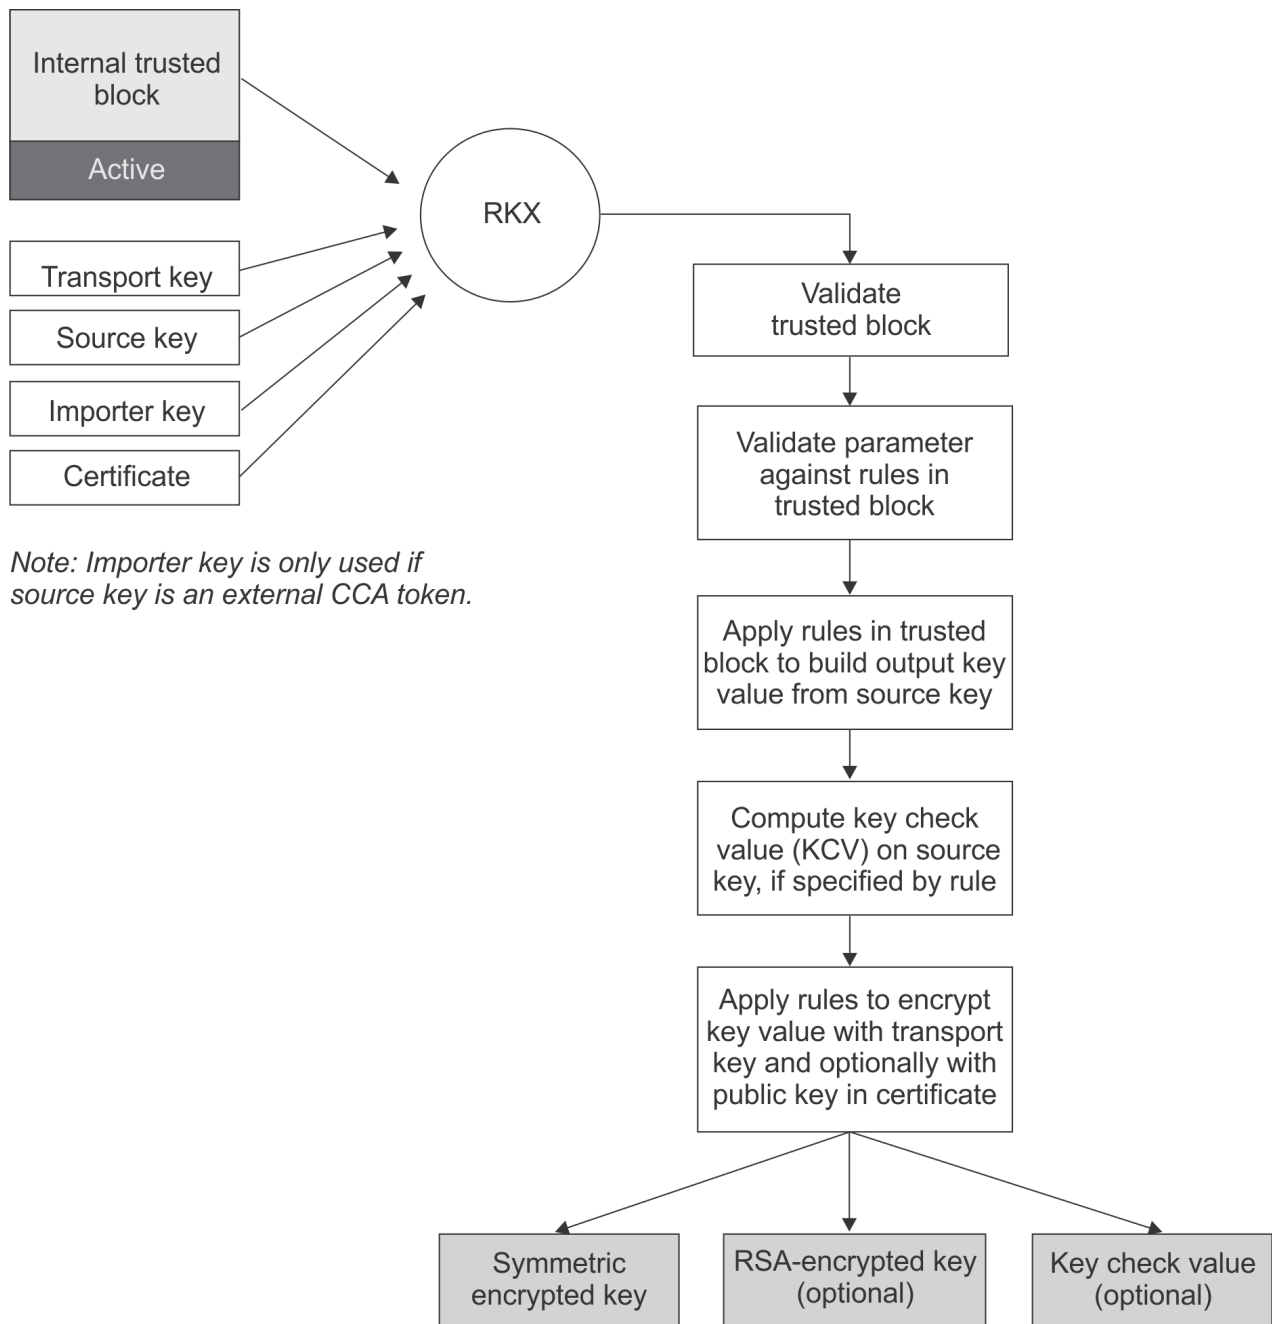 Internal trusted
block
Active
RKX
Transport key
Source key
Importer key
Certificate
Note: Importer key is only used if
source key is an external CCA token.
Validate
trusted block
Validate parameter
against rules in
trusted block
Apply rules in trusted
block to build output key
value from source key
Compute key check
value (KCV) on source
key, if specified by rule
Apply rules to encrypt
key value with transport
key and optionally with
public key in certificate
Symmetric
encrypted key
RSA-encrypted key
(optional)
Key check value
(optional)